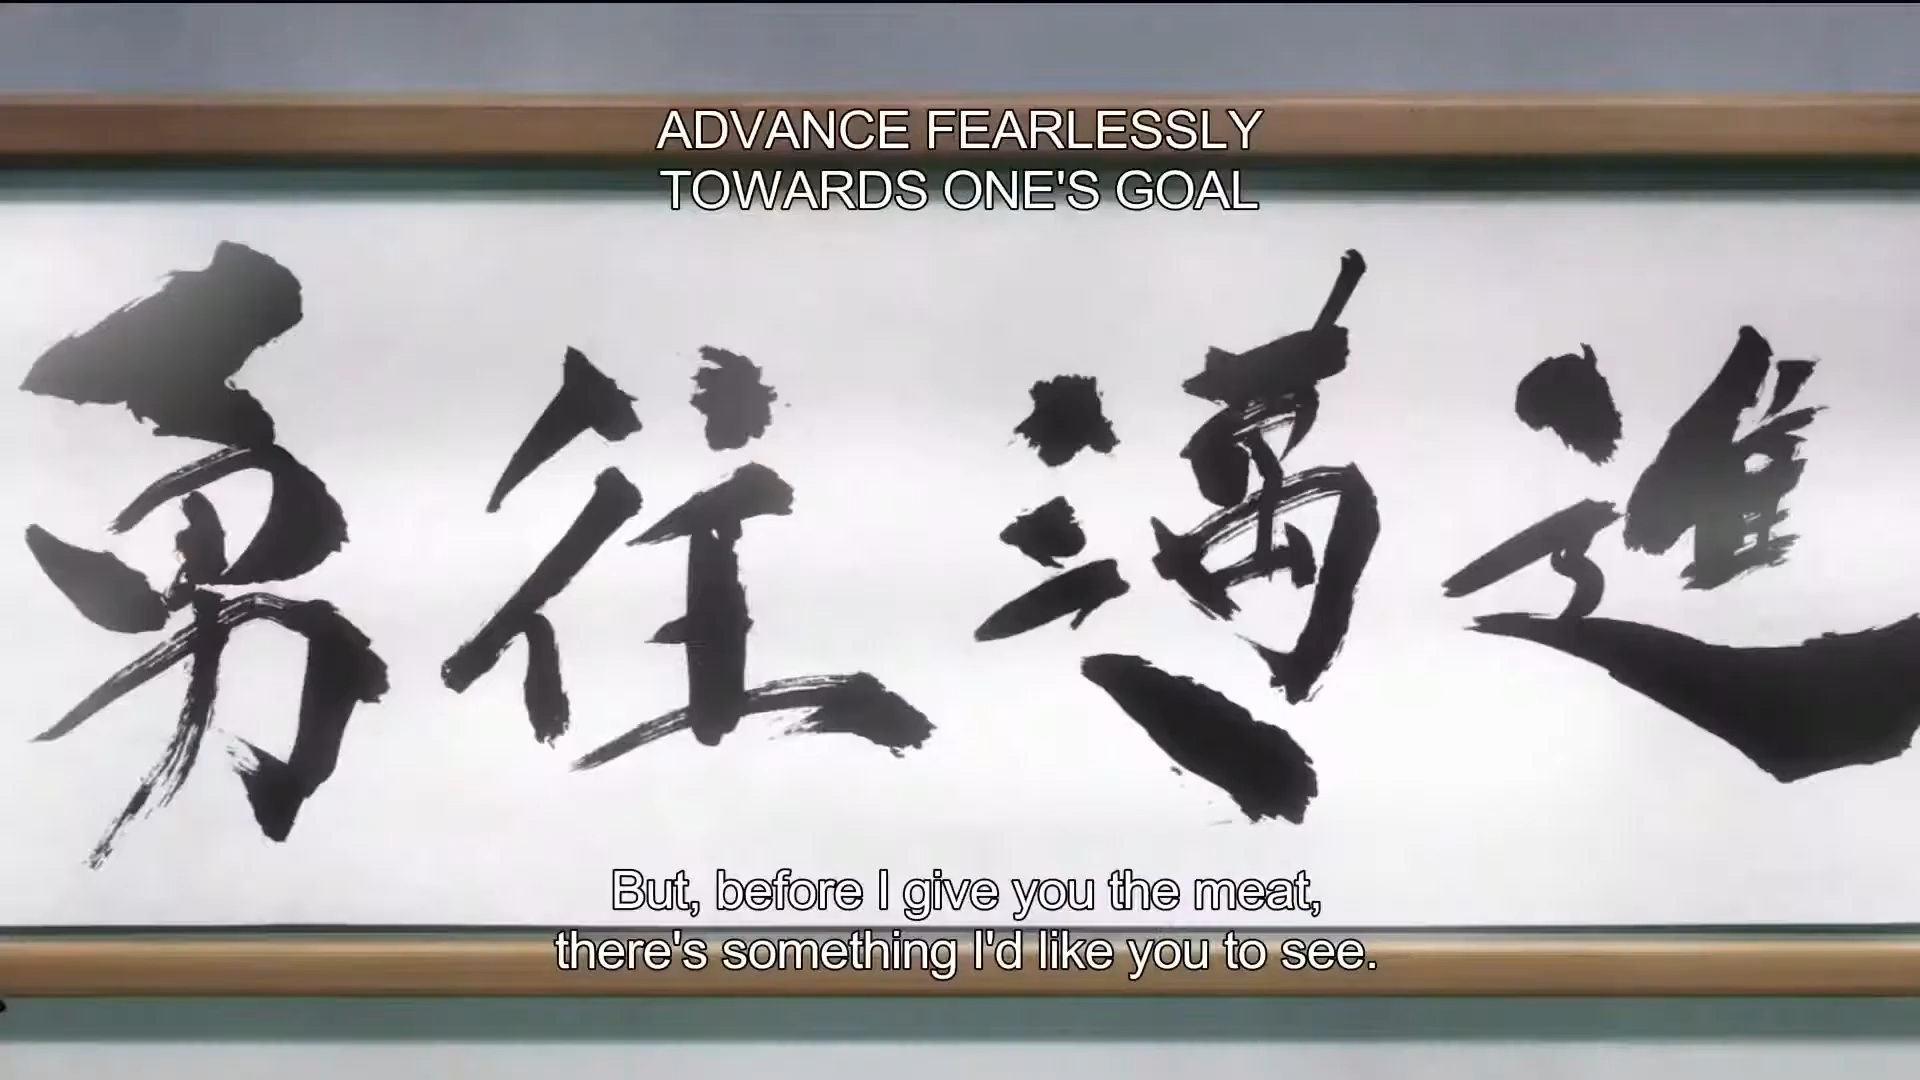 ADVANCE FEARLESSLY
TOWARDS ONE'S GOAL
勇往邁進
But, before I give you the meat,
there's something I'd like you to see.